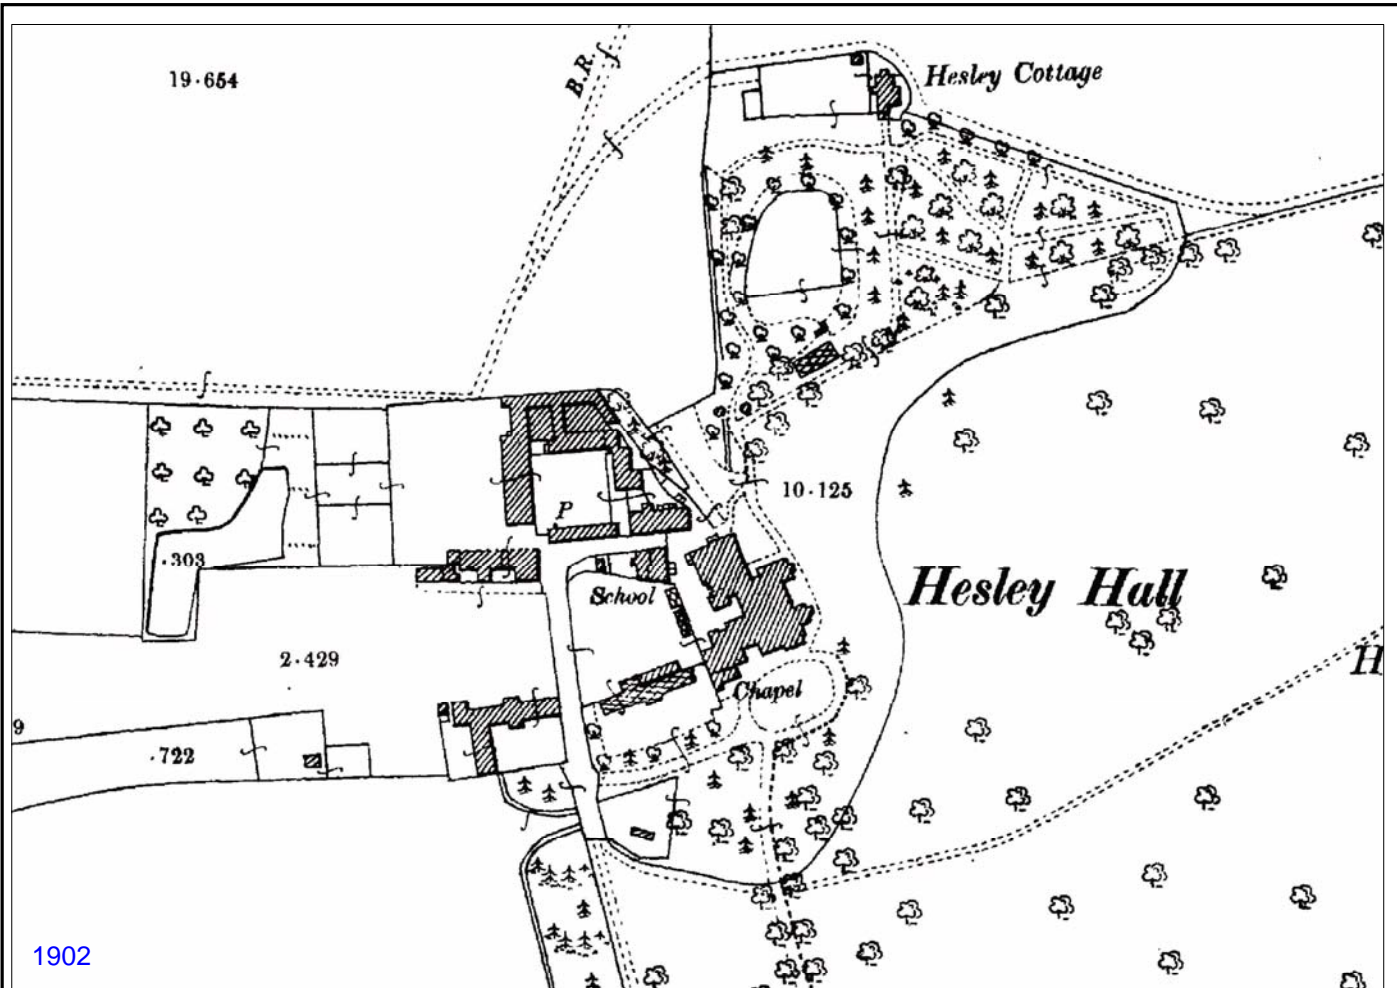 19·654
B.R.
Hesley Cottage
10·125
P
·303
School
Hesley Hall
2·429
H
Chapel
9
·722
1902